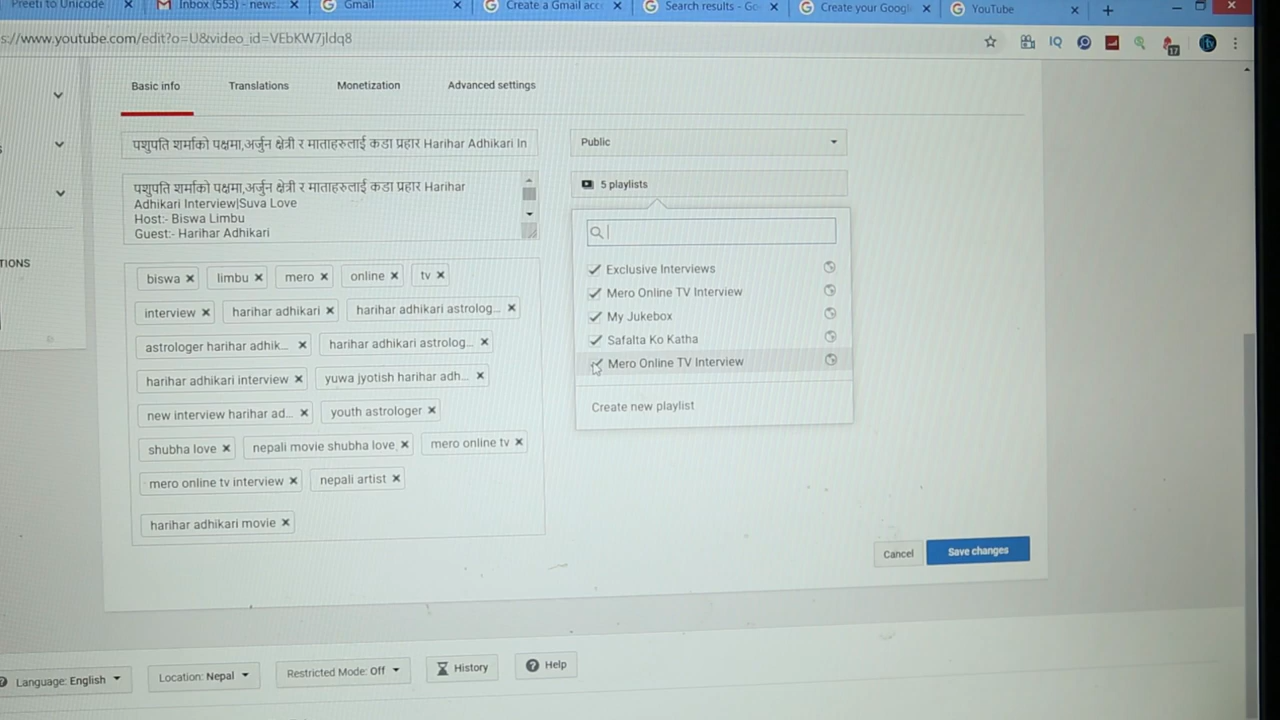 Preeti to Unicode
Inbox (553) - news.
Gmail
Create a Gmail acc
Search results - Go
Create your Googl
YouTube
s://www.youtube.com/edit?o=U&video_id=VEbKW7jldq8
IQ
17
Basic info
Translations
Monetization
Advanced settings
पशुपति शर्माको पक्षमा,अर्जुन क्षेत्री र माताहरुलाई कडा प्रहार Harihar Adhikari In
Public
पशुपति शर्माको पक्षमा,अर्जुन क्षेत्री र माताहरुलाई कडा प्रहार Harihar
Adhikari Interview|Suva Love
Host:- Biswa Limbu
Guest:- Harihar Adhikari
5 playlists
Exclusive Interviews
Mero Online TV Interview
My Jukebox
Safalta Ko Katha
Mero Online TV Interview
Create new playlist
TIONS
biswa
limbu
mero
online
tv
interview
harihar adhikari
harihar adhikari astrolog...
astrologer harihar adhik...
harihar adhikari astrolog...
harihar adhikari interview
yuwa jyotish harihar adh...
new interview harihar ad...
youth astrologer
shubha love
nepali movie shubha love
mero online tv
mero online tv interview
nepali artist
harihar adhikari movie
Cancel
Save changes
Language: English
Location: Nepal
Restricted Mode: Off
History
Help